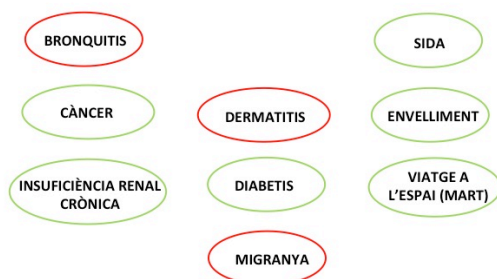 BRONQUITIS
SIDA
CÀNCER
DERMATITIS
ENVELLIMENT
INSUFICIÈNCIA RENAL
CRÒNICA
DIABETIS
VIATGE A
L'ESPAI (MART)
MIGRANYA